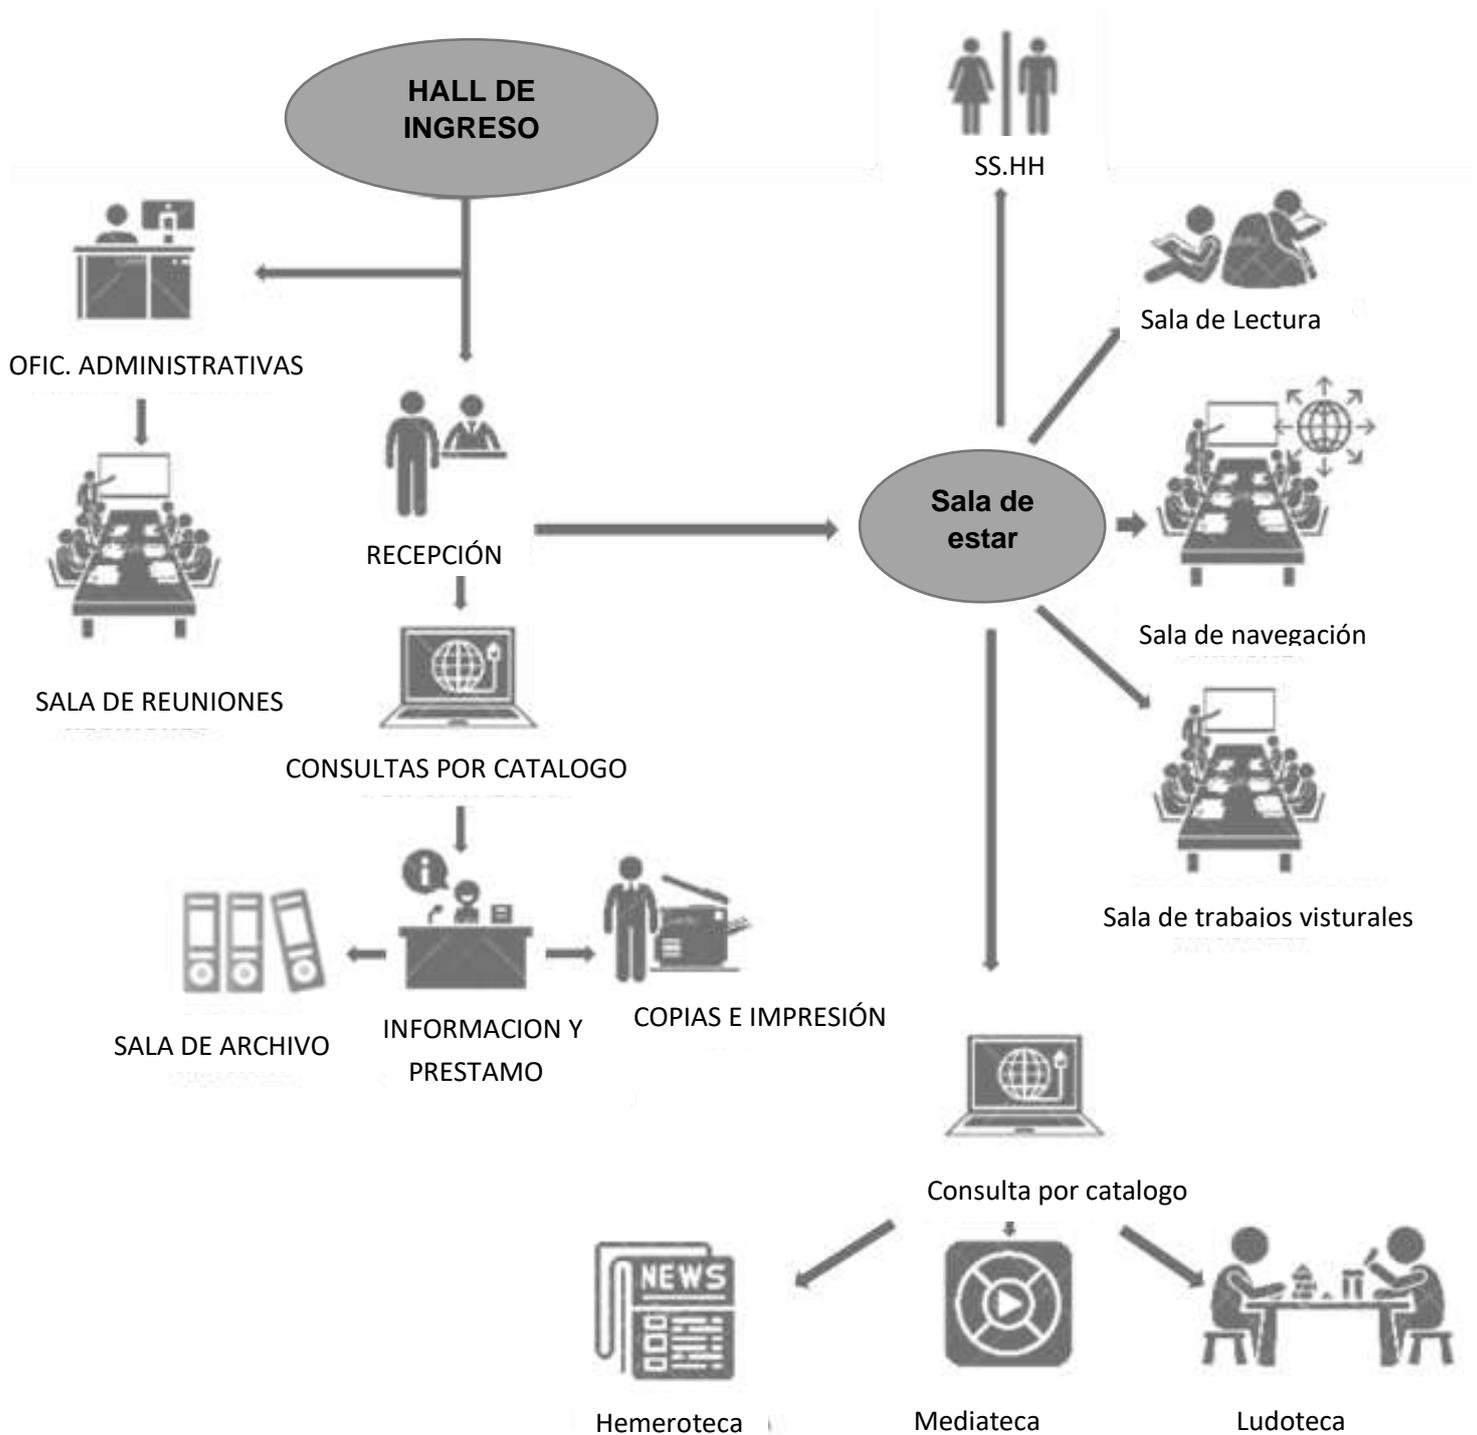 HALL DE
INGRESO
SS.HH
Sala de Lectura
OFIC. ADMINISTRATIVAS
RECEPCIÓN
Sala de
estar
Sala de navegación
SALA DE REUNIONES
CONSULTAS POR CATALOGO
Sala de trabajos visturales
SALA DE ARCHIVO
INFORMACION Y
PRESTAMO
COPIAS E IMPRESIÓN
Consulta por catalogo
NEWS
Hemeroteca
Mediateca
Ludoteca